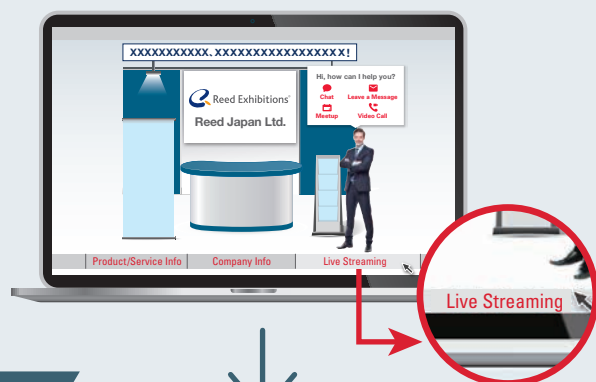 XXXXXXXXXXX, XXXXXXXXXXXXXXXXX!
Hi, how can I help you?
Chat
Leave a Message
Meetup
Video Call
Reed Exhibitions®
Reed Japan Ltd.
Product/Service Info
Company Info
Live Streaming
Live Streaming